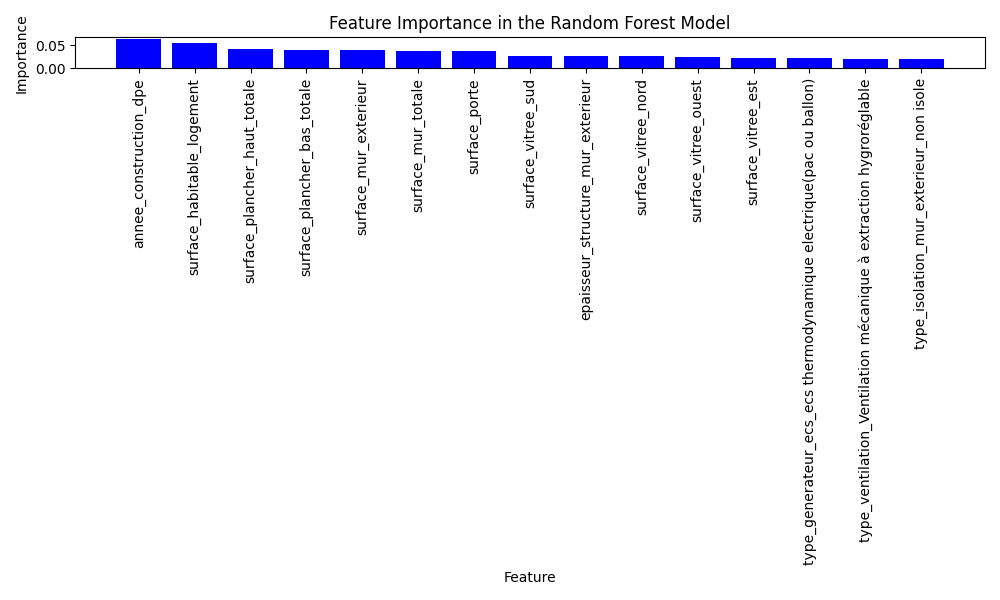 Feature Importance in the Random Forest Model
Importance
0.05
0.00
annee_construction_dpe
surface_habitable_logement
surface_plancher_haut_totale
surface_plancher_bas_totale
surface_mur_exterieur
surface_mur_totale
surface_porte
surface_vitree_sud
epaisseur_structure_mur_exterieur
surface_vitree_nord
surface_vitree_ouest
surface_vitree_est
type_generateur_ecs_ecs thermodynamique electrique(pac ou ballon)
type_ventilation_Ventilation mécanique à extraction hygroréglable
type_isolation_mur_exterieur_non isole
Feature